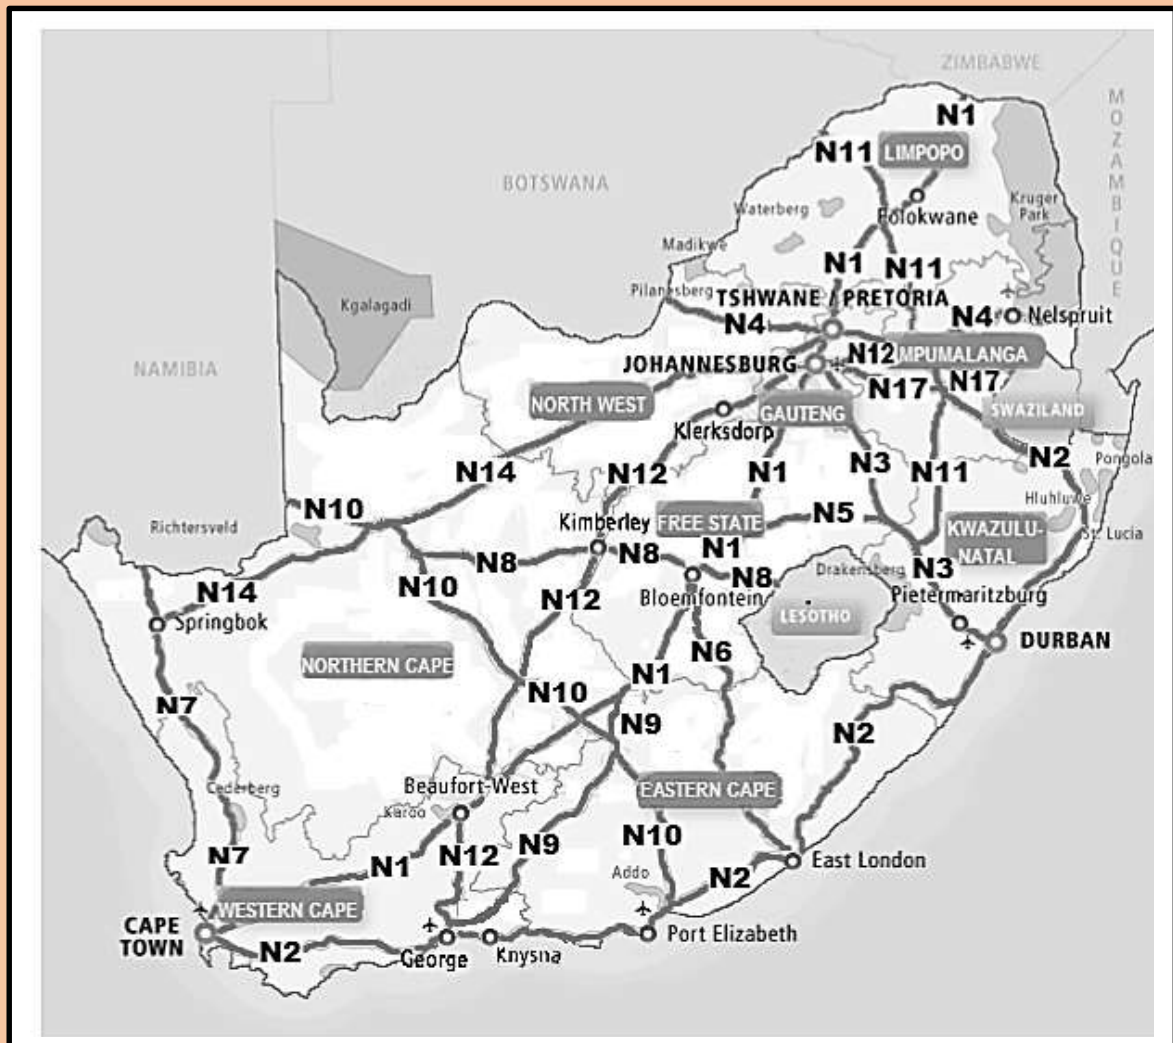 ZIMBABWE
N1
MOZAMBIQUE
N11
LIMPOPO
BOTSWANA
Kruger
Park
Waterberg
Polokwane
Madikwe
N1
N11
Pilanesberg
TSHWANE / PRETORIA
Kgalagadi
N4
N4
Nelspruit
NAMIBIA
JOHANNESBURG
N12
MPUMALANGA
N17
N17
NORTH WEST
GAUTENG
SWAZILAND
Klerksdorp
N14
N12
N1
N3
N11
N2
Pongola
Hluhluwe
N10
Richtersveld
Kimberley
FREE STATE
N5
KWAZULU-
NATAL
St. Lucia
N8
N8
N1
N8
Drakensberg
N3
N14
N10
N12
Bloemfontein
Pietermaritzburg
Springbok
LESOTHO
DURBAN
NORTHERN CAPE
N6
N1
N7
N10
N9
N2
Cederberg
Beaufort-West
EASTERN CAPE
Karoo
N7
N1
N12
N9
N10
East London
Addo
N2
WESTERN CAPE
CAPE
TOWN
N2
George
Knysna
Port Elizabeth